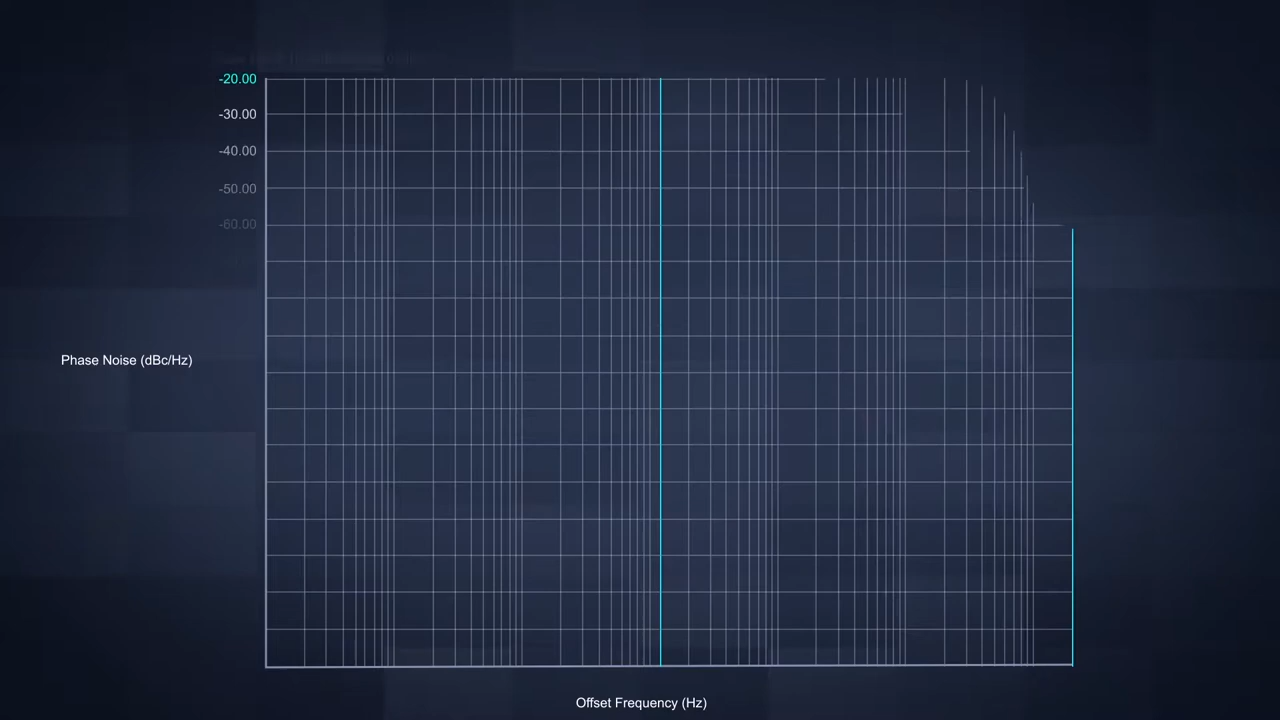 -20.00
-30.00
-40.00
-50.00
-60.00
Phase Noise (dBc/Hz)
Offset Frequency (Hz)